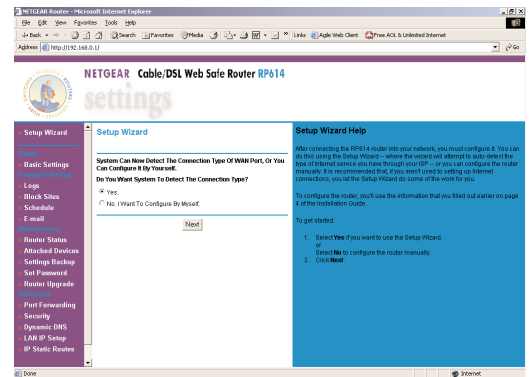 NETGEAR Router - Microsoft Internet Explorer
File Edit View Favorites Tools Help
Back Search Favorites Media Links Agile Web Client Free AOL & Unlimited Internet
Address http://192.168.0.1/ Go
NETGEAR Cable/DSL Web Safe Router RP614
settings
Setup Wizard
Setup
Basic Settings
Content Filtering
Logs
Block Sites
Schedule
E-mail
Maintenance
Router Status
Attached Devices
Settings Backup
Set Password
Router Upgrade
Advanced
Port Forwarding
Security
Dynamic DNS
LAN IP Setup
IP Static Routes
Setup Wizard
System Can Now Detect The Connection Type Of WAN Port, Or You
Can Configure It By Yourself.
Do You Want System To Detect The Connection Type?
Yes.
No. I Want To Configure By Myself.
Next
Setup Wizard Help
After connecting the RP614 router into your network, you must configure it. You can
do this using the Setup Wizard -- where the wizard will attempt to auto-detect the
type of Internet service you have through your ISP -- or you can configure the router
manually. It is recommended that, if you aren't used to setting up Internet
connections, you let the Setup Wizard do some of the work for you.
To configure the router, you'll use the information that you filled out earlier on page
4 of the Installation Guide.
To get started:
1. Select Yes if you want to use the Setup Wizard.
or
Select No to configure the router manually.
2. Click Next.
Done Internet